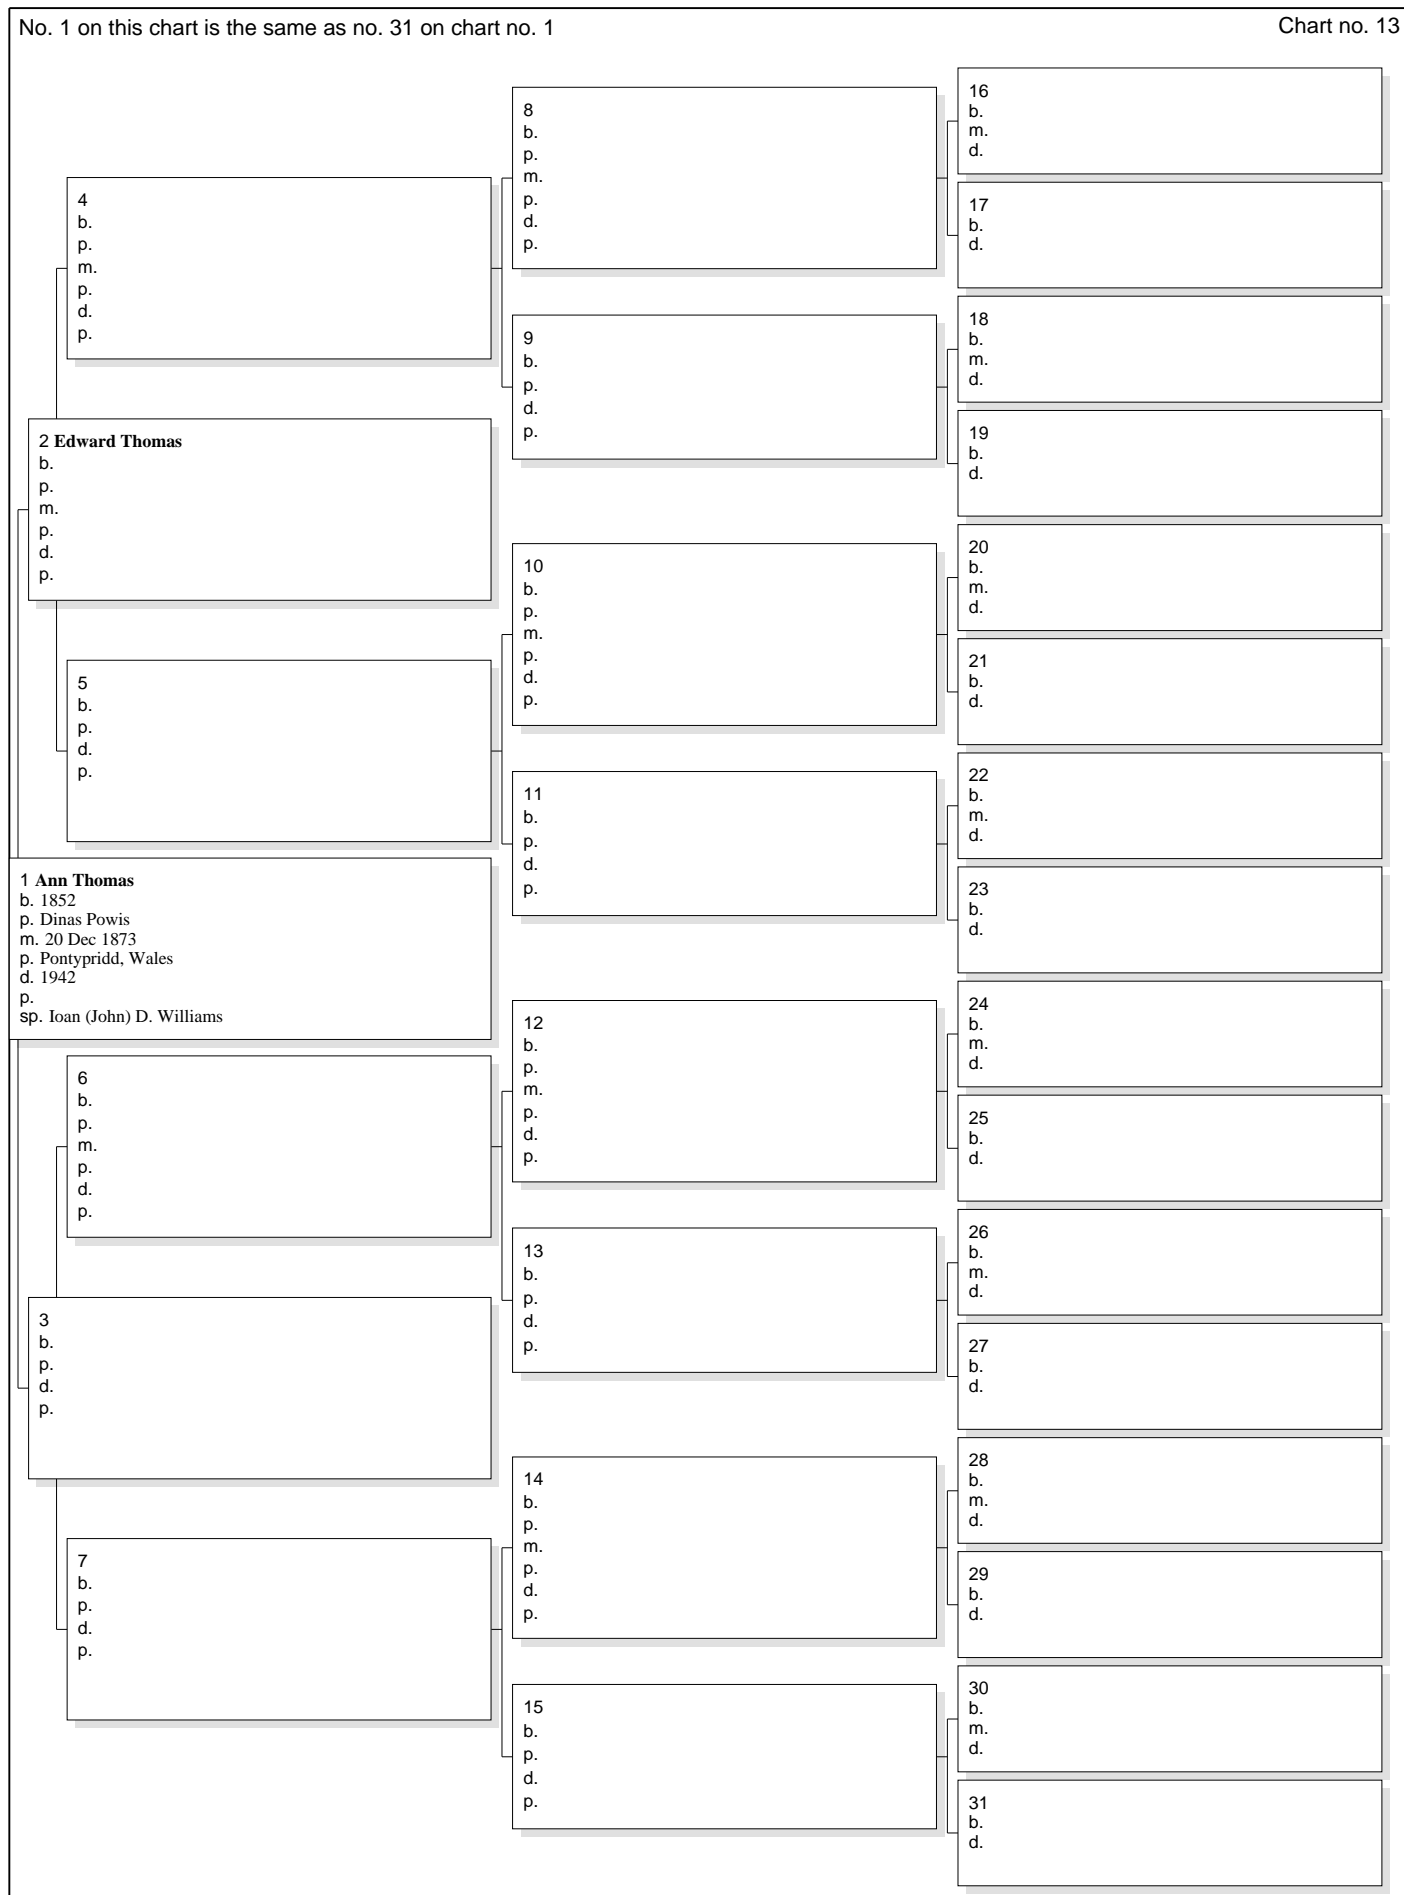 No. 1 on this chart is the same as no. 31 on chart no. 1
Chart no. 13
1 Ann Thomas
b. 1852
p. Dinas Powis
m. 20 Dec 1873
p. Pontypridd, Wales
d. 1942
p.
sp. Ioan (John) D. Williams
2 Edward Thomas
b.
p.
m.
p.
d.
p.
3
b.
p.
d.
p.
4
b.
p.
m.
p.
d.
p.
5
b.
p.
d.
p.
6
b.
p.
m.
p.
d.
p.
7
b.
p.
d.
p.
8
b.
p.
m.
p.
d.
p.
9
b.
p.
d.
p.
10
b.
p.
m.
p.
d.
p.
11
b.
p.
d.
p.
12
b.
p.
m.
p.
d.
p.
13
b.
p.
d.
p.
14
b.
p.
m.
p.
d.
p.
15
b.
p.
d.
p.
16
b.
m.
d.
17
b.
d.
18
b.
m.
d.
19
b.
d.
20
b.
m.
d.
21
b.
d.
22
b.
m.
d.
23
b.
d.
24
b.
m.
d.
25
b.
d.
26
b.
m.
d.
27
b.
d.
28
b.
m.
d.
29
b.
d.
30
b.
m.
d.
31
b.
d.